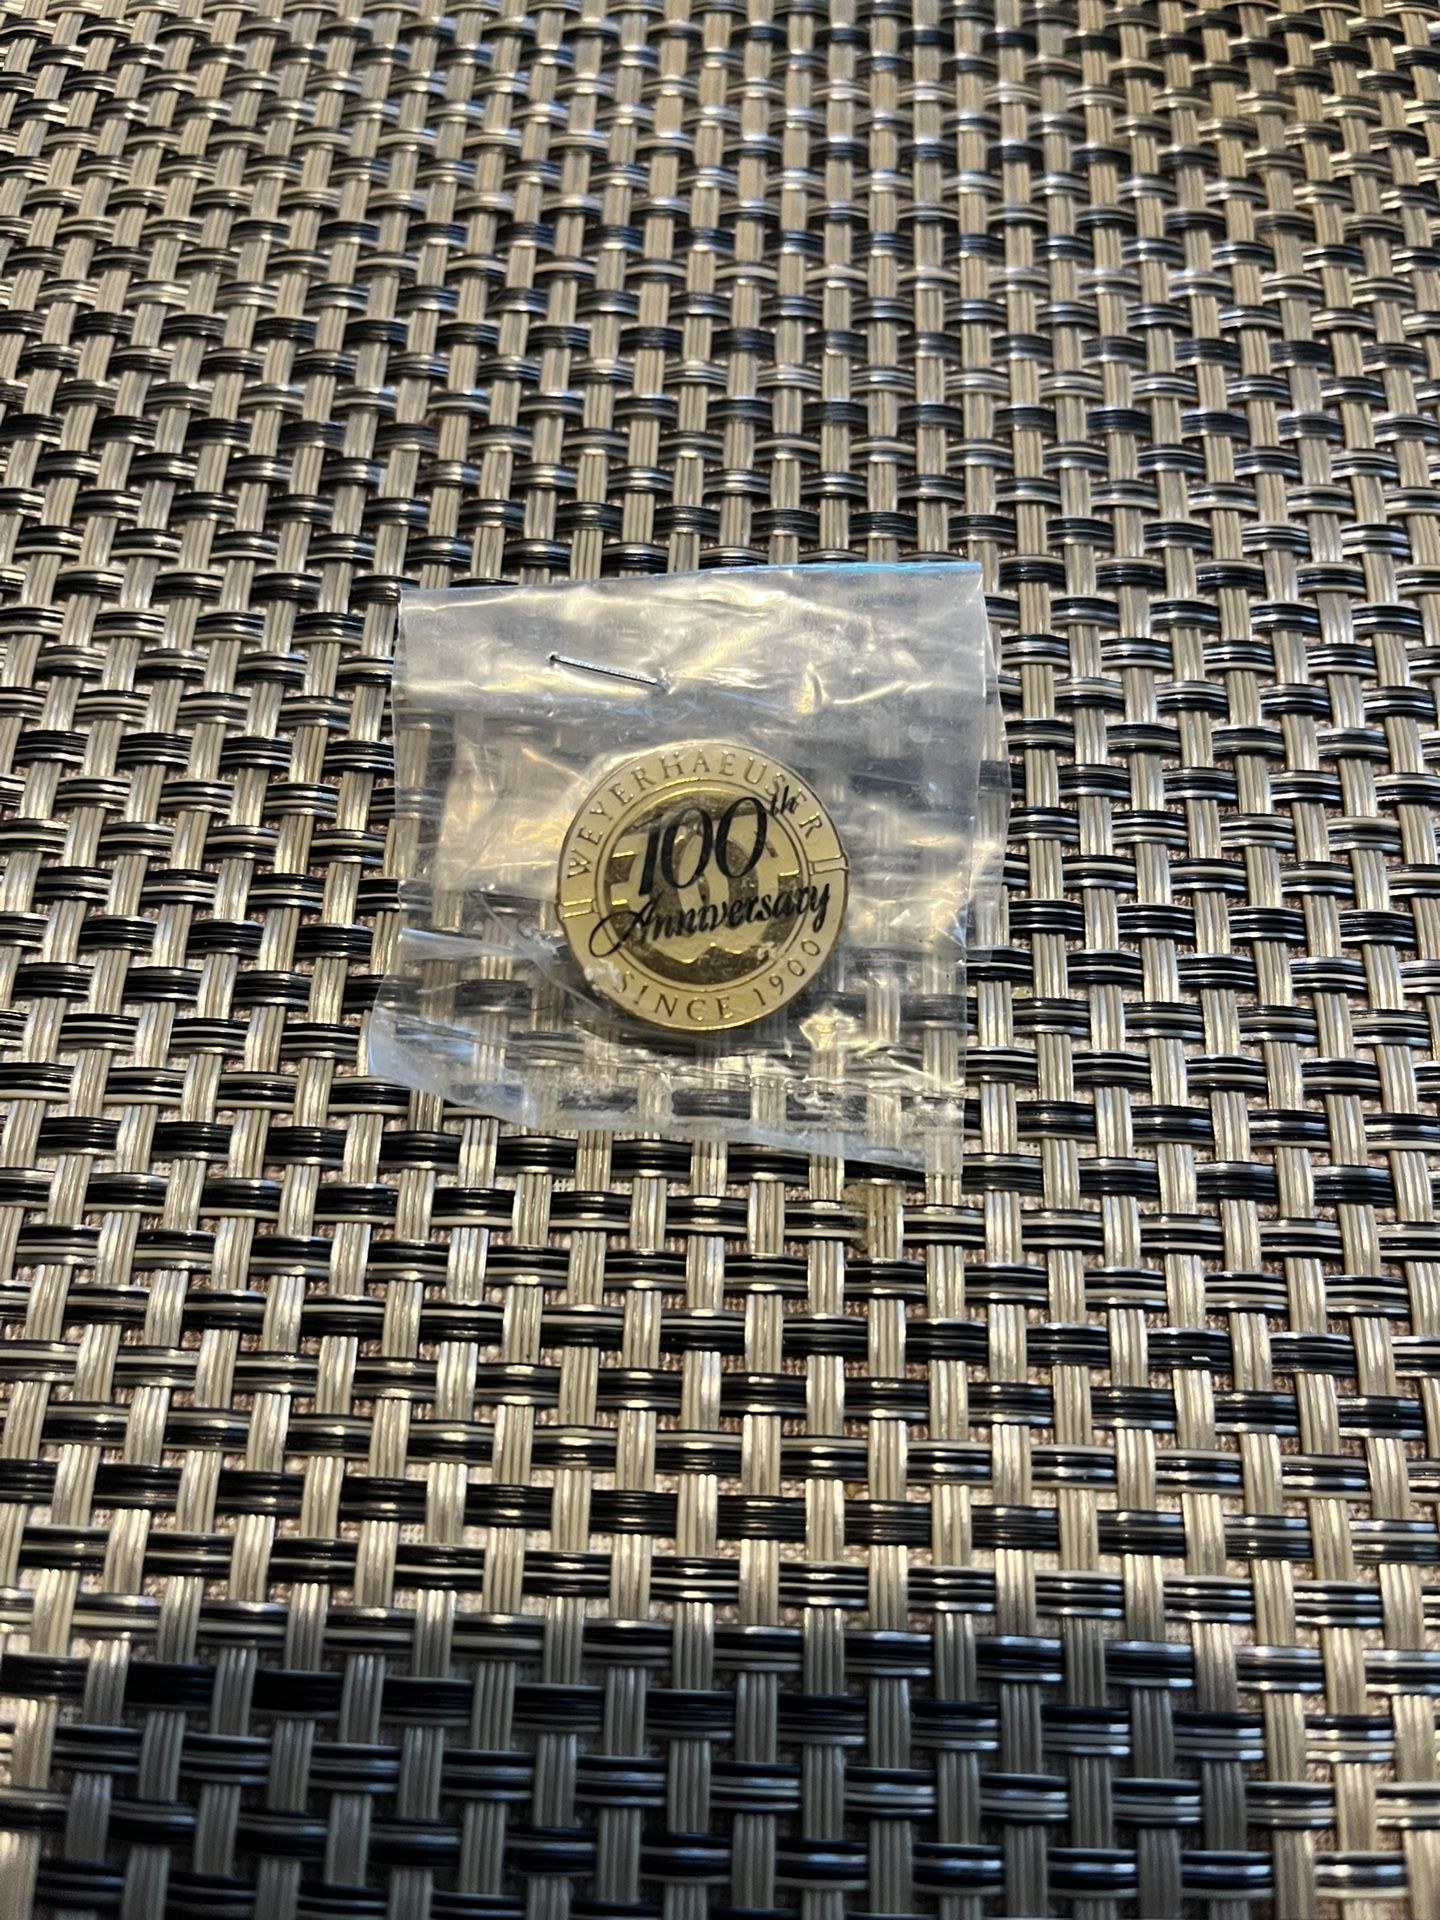 WEYERHAEUSER
100th
Anniversary
SINCE 1900